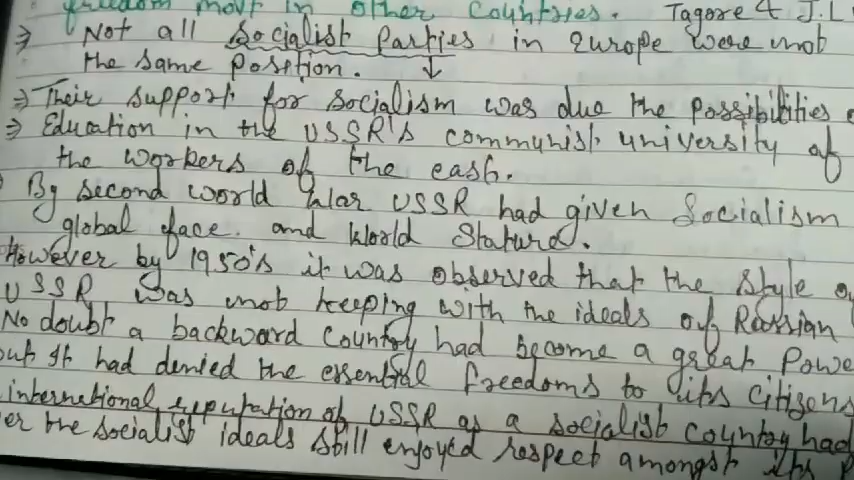 freedom movt in other countries. Tagore & J.L
⇒ Not all Socialist Parties in Europe were not
the same position. ↓
⇒ Their support for socialism was due the possibilities
⇒ Education in the USSR's communist university of
the workers of the east.
By second world War USSR had given Socialism
global face. and World Stature.
However by 1950's it was observed that the style
USSR was not keeping with the ideals of Russian
No doubt a backward country had become a great Powe
but it had denied the essential freedoms to its citizens
international reputation of USSR as a socialist country had
er the socialist ideals still enjoyed respect amongst its P